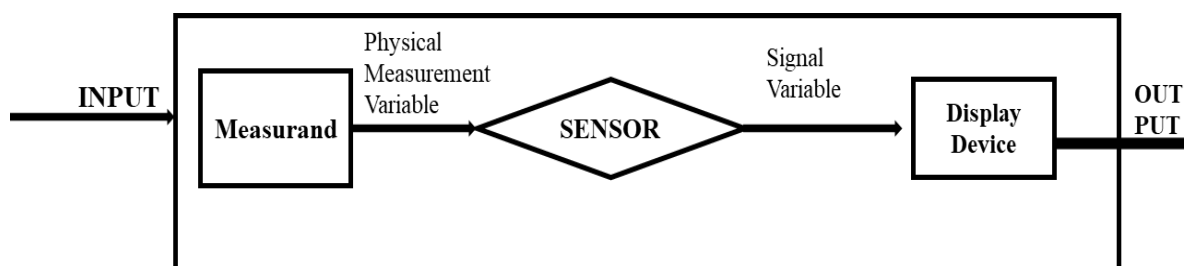 INPUT
Measurand
Physical
Measurement
Variable
SENSOR
Signal
Variable
Display
Device
OUT
PUT